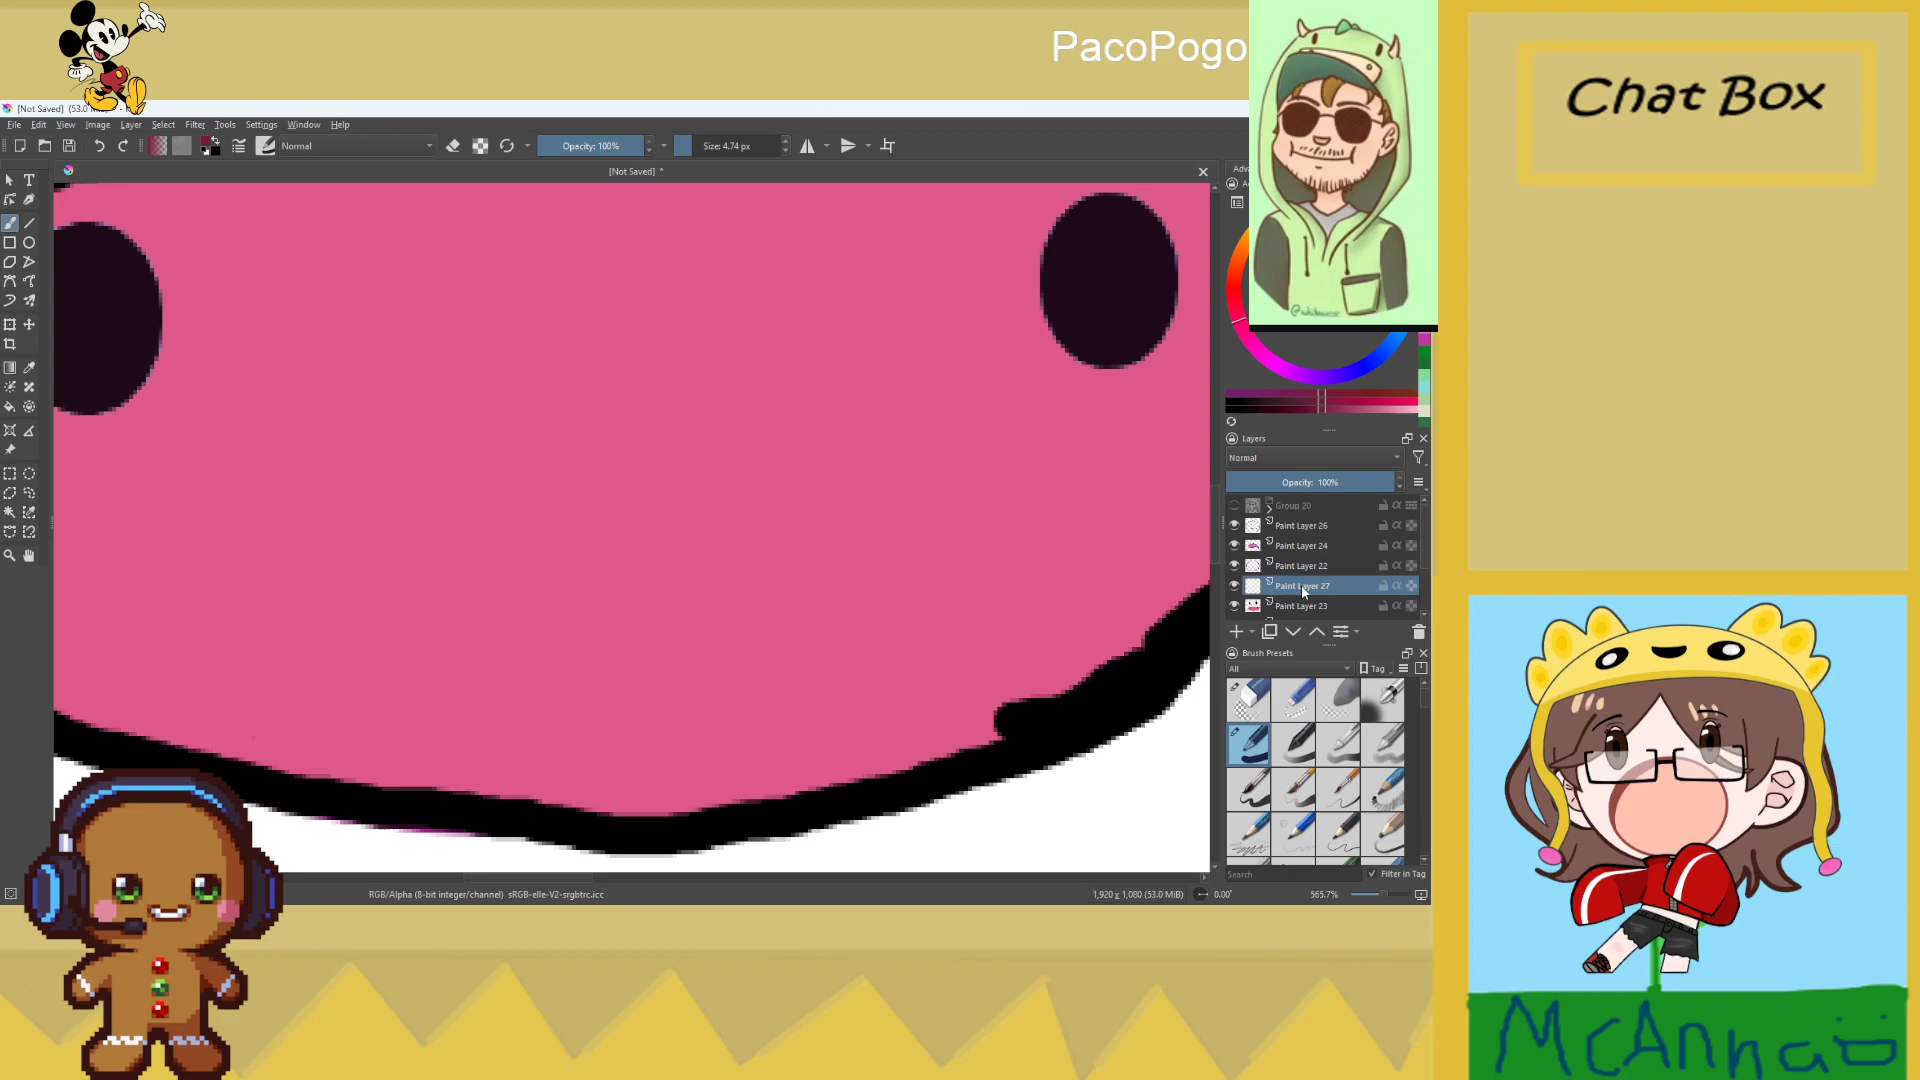 PacoPogo
Chat Box
[Not Saved] (53.0
File Edit View Image Layer Select Filter Tools Settings Window Help
Normal
Opacity: 100%
Size: 4.74 px
[Not Saved] *
Layers
Normal
Opacity: 100%
Group 20
Paint Layer 26
Paint Layer 24
Paint Layer 22
Paint Layer 27
Paint Layer 23
Brush Presets
All
Tag
Search
Filter in Tag
RGB/Alpha (8-bit integer/channel) sRGB-elle-V2-srgbtrc.icc
1,920 x 1,080 (53.0 MiB)
0.00°
565.7%
McAnna